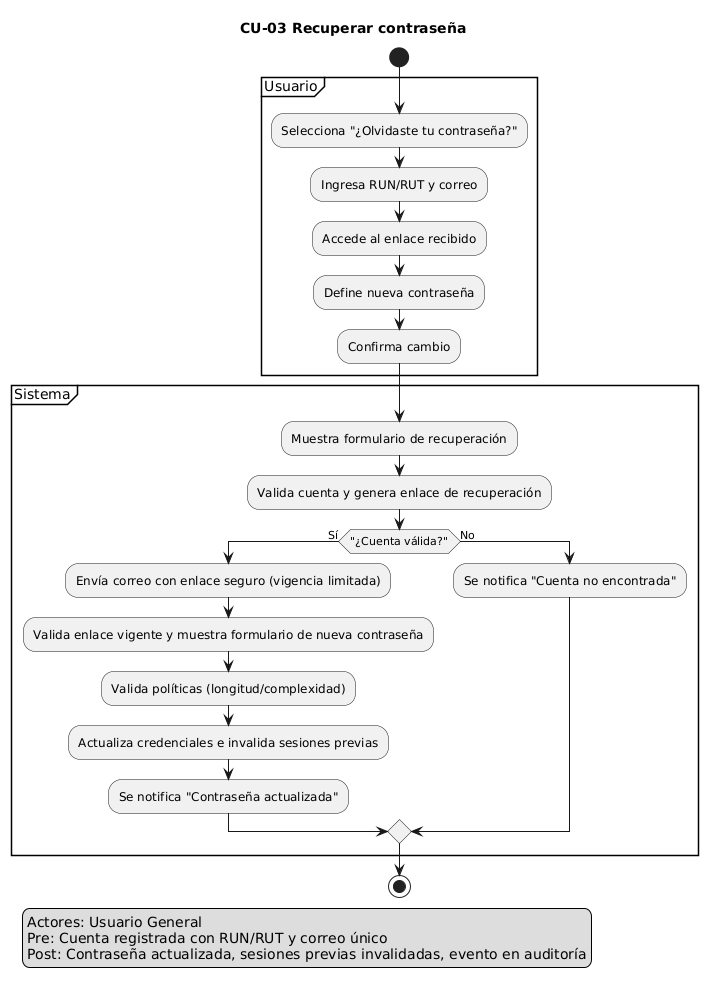 CU-03 Recuperar contraseña
Usuario
Selecciona "¿Olvidaste tu contraseña?"
Ingresa RUN/RUT y correo
Accede al enlace recibido
Define nueva contraseña
Confirma cambio
Sistema
Muestra formulario de recuperación
Valida cuenta y genera enlace de recuperación
Sí
"¿Cuenta válida?"
No
Envía correo con enlace seguro (vigencia limitada)
Se notifica "Cuenta no encontrada"
Valida enlace vigente y muestra formulario de nueva contraseña
Valida políticas (longitud/complexidad)
Actualiza credenciales e invalida sesiones previas
Se notifica "Contraseña actualizada"
Actores: Usuario General
Pre: Cuenta registrada con RUN/RUT y correo único
Post: Contraseña actualizada, sesiones previas invalidadas, evento en auditoría